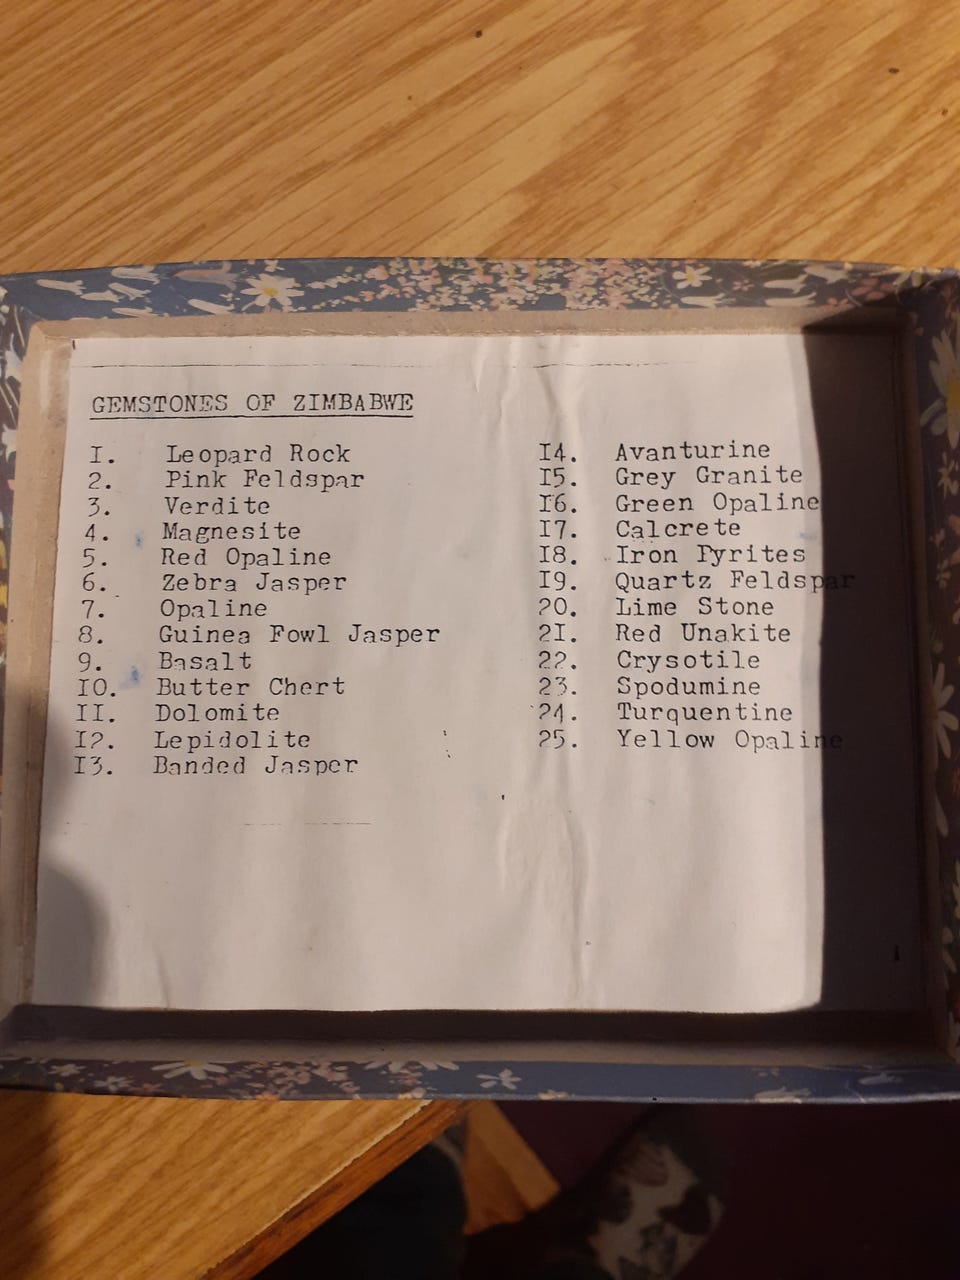 GEMSTONES OF ZIMBABWE
I. Leopard Rock
2. Pink Feldspar
3. Verdite
4. Magnesite
5. Red Opaline
6. Zebra Jasper
7. Opaline
8. Guinea Fowl Jasper
9. Basalt
I0. Butter Chert
II. Dolomite
I2. Lepidolite
I3. Banded Jasper
I4. Avanturine
I5. Grey Granite
I6. Green Opaline
I7. Calcrete
I8. Iron Pyrites
I9. Quartz Feldspar
20. Lime Stone
2I. Red Unakite
22. Crysotile
23. Spodumine
24. Turquentine
25. Yellow Opaline